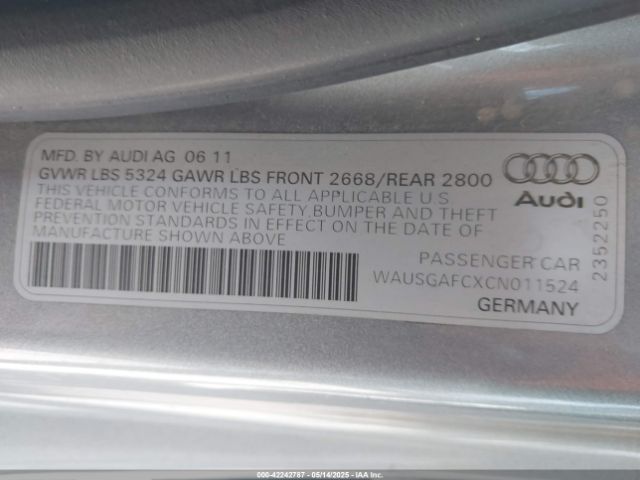 MFD. BY AUDI AG 06 11
GVWR LBS 5324 GAWR LBS FRONT 2668/REAR 2800
THIS VEHICLE CONFORMS TO ALL APPLICABLE U.S
FEDERAL MOTOR VEHICLE SAFETY, BUMPER AND THEFT
PREVENTION STANDARDS IN EFFECT ON THE DATE OF
MANUFACTURE SHOWN ABOVE
Audi
2352250
PASSENGER CAR
WAUSGAFCXCN011524
GERMANY
000-42242787 - 05/14/2025 - IAAI, Inc.